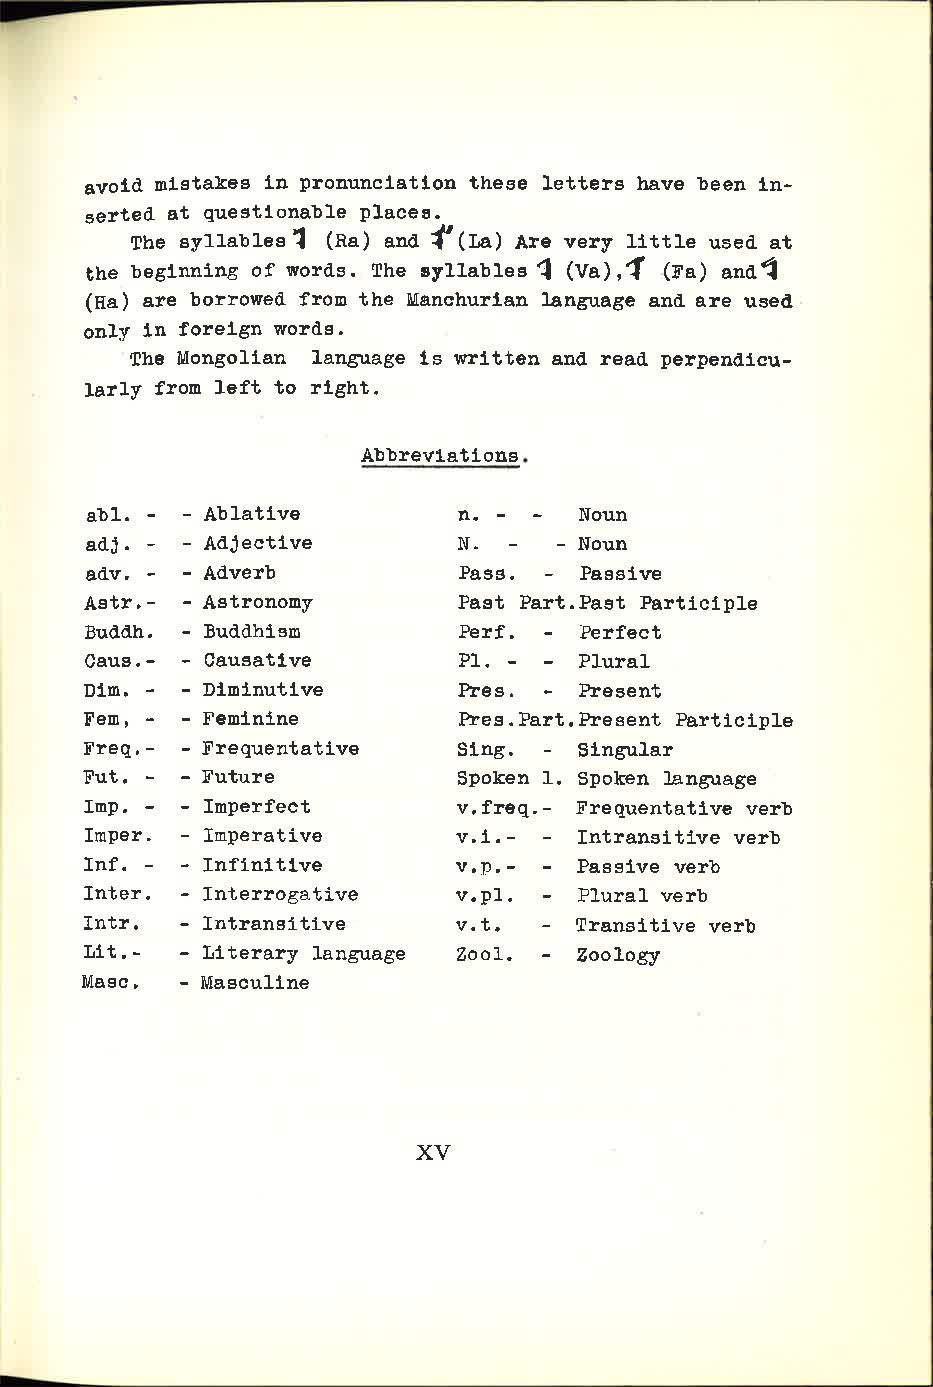 avoid mistakes in pronunciation these letters have been in-
serted at questionable places.
The syllables (Ra) and (La) Are very little used at
the beginning of words. The syllables (Va), (Fa) and
(Ha) are borrowed from the Manchurian language and are used
only in foreign words.
The Mongolian language is written and read perpendicu-
larly from left to right.
Abbreviations.
abl. - - Ablative
adj. - - Adjective
adv. - - Adverb
Astr.- - Astronomy
Buddh. - Buddhism
Caus.- - Causative
Dim. - - Diminutive
Fem, - - Feminine
Freq.- - Frequentative
Fut. - - Future
Imp. - - Imperfect
Imper. - Imperative
Inf. - - Infinitive
Inter. - Interrogative
Intr. - Intransitive
Lit.- - Literary language
Masc. - Masculine
n. - - Noun
N. - - Noun
Pass. - Passive
Past Part.Past Participle
Perf. - Perfect
Pl. - - Plural
Pres. - Present
Pres.Part.Present Participle
Sing. - Singular
Spoken l. Spoken language
v.freq.- Frequentative verb
v.i.- - Intransitive verb
v.p.- - Passive verb
v.pl. - Plural verb
v.t. - Transitive verb
Zool. - Zoology
XV